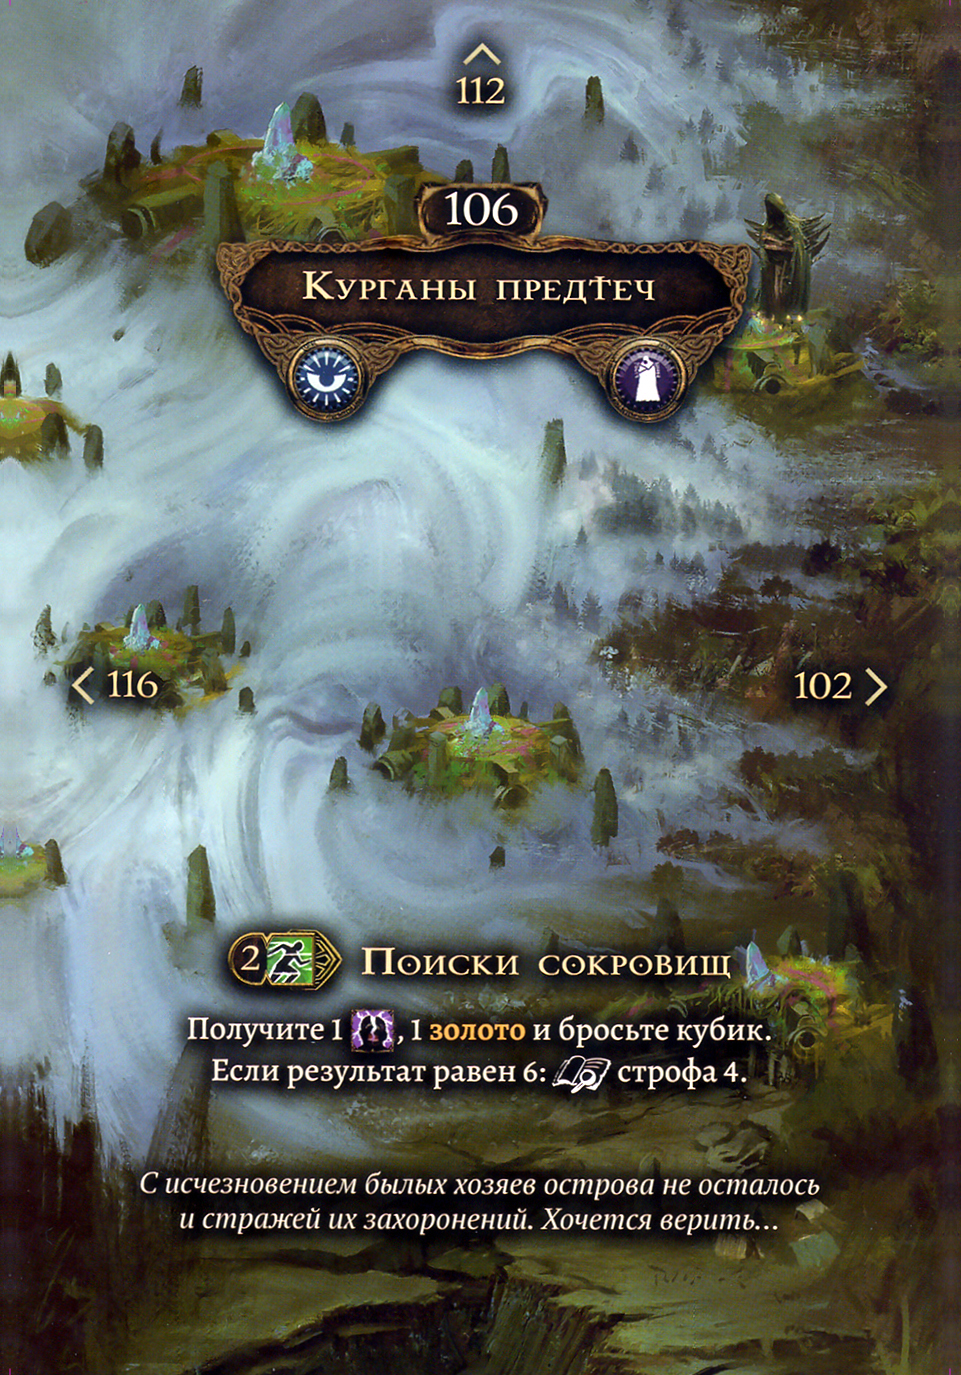 112
106
Курганы предтеч
116
102
2 Поиски сокровищ
Получите 1 , 1 золото и бросьте кубик.
Если результат равен 6: строфа 4.
С исчезновением былых хозяев острова не осталось
и стражей их захоронений. Хочется верить...